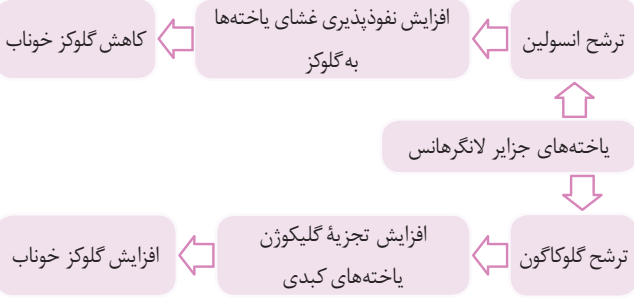 ترشح انسولین
افزایش نفوذپذیری غشای یاخته‌ها
به گلوکز
کاهش گلوکز خوناب
یاخته‌های جزایر لانگرهانس
ترشح گلوکاگون
افزایش تجزیهٔ گلیکوژن
یاخته‌های کبدی
افزایش گلوکز خوناب